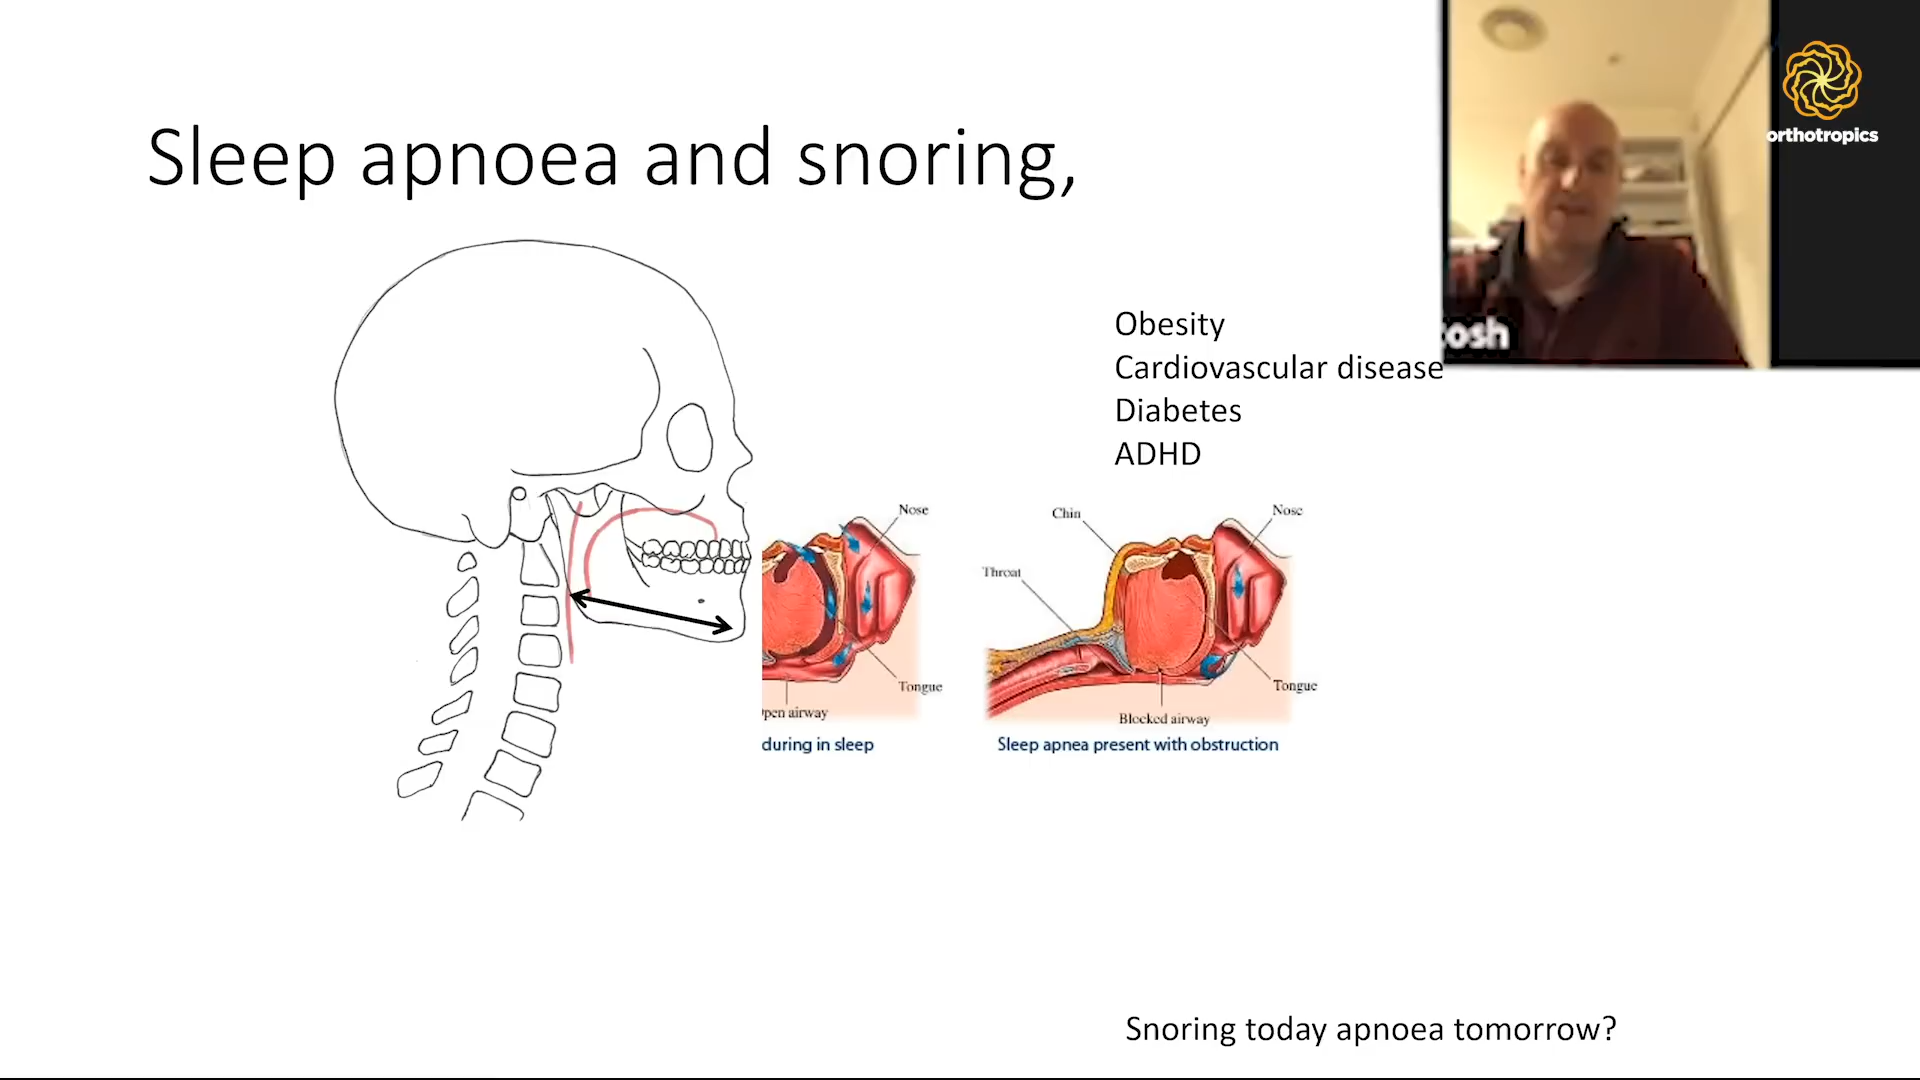 orthotropics
Sleep apnoea and snoring,
osh
Obesity
Cardiovascular disease
Diabetes
ADHD
Nose
Tongue
pen airway
during in sleep
Chin
Nose
Throat
Tongue
Blocked airway
Sleep apnea present with obstruction
Snoring today apnoea tomorrow?